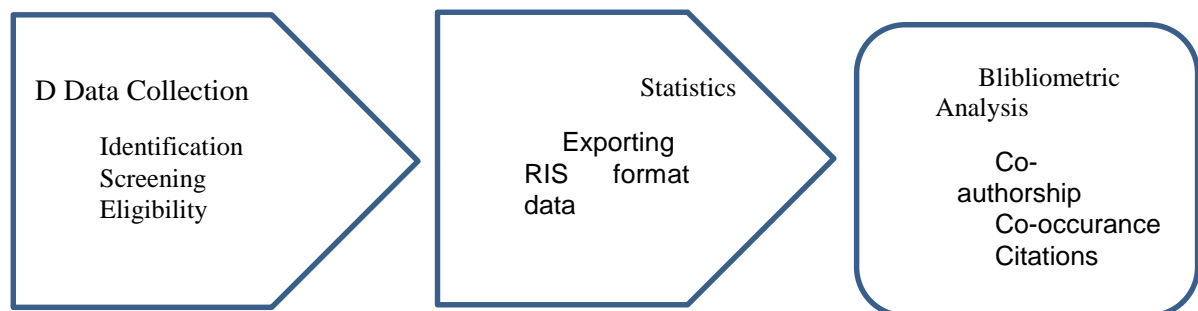 D Data Collection
Identification
Screening
Eligibility
Statistics
Exporting
RIS format
data
Blibliometric
Analysis
Co-
authorship
Co-occurance
Citations